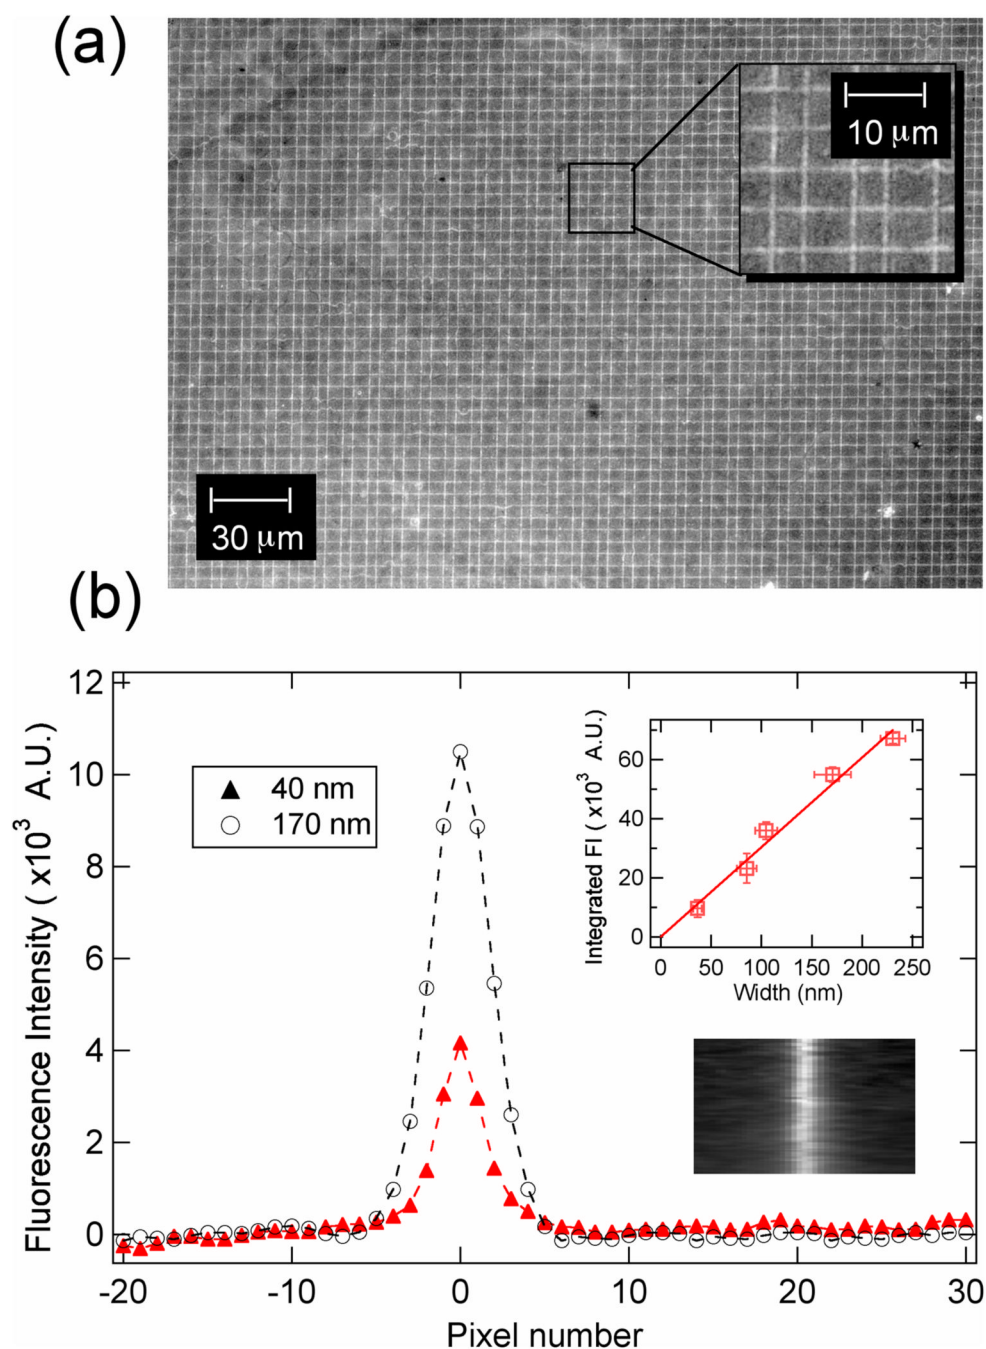 (a)
10 μm
30 μm
(b)
Fluorescence Intensity ( x10³ A.U.)
12
10
8
6
4
2
0
-20
-10
0
10
20
30
Pixel number
40 nm
170 nm
Integrated FI ( x10³ A.U.)
60
40
20
0
0
50
100
150
200
250
Width (nm)